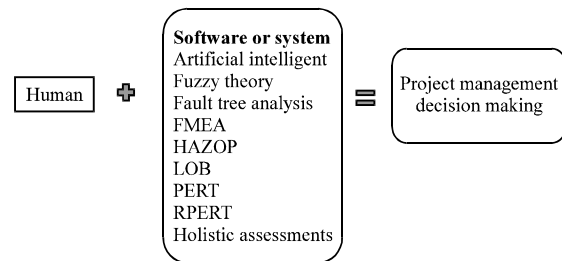 Human
Software or system
Artificial intelligent
Fuzzy theory
Fault tree analysis
FMEA
HAZOP
LOB
PERT
RPERT
Holistic assessments
Project management
decision making